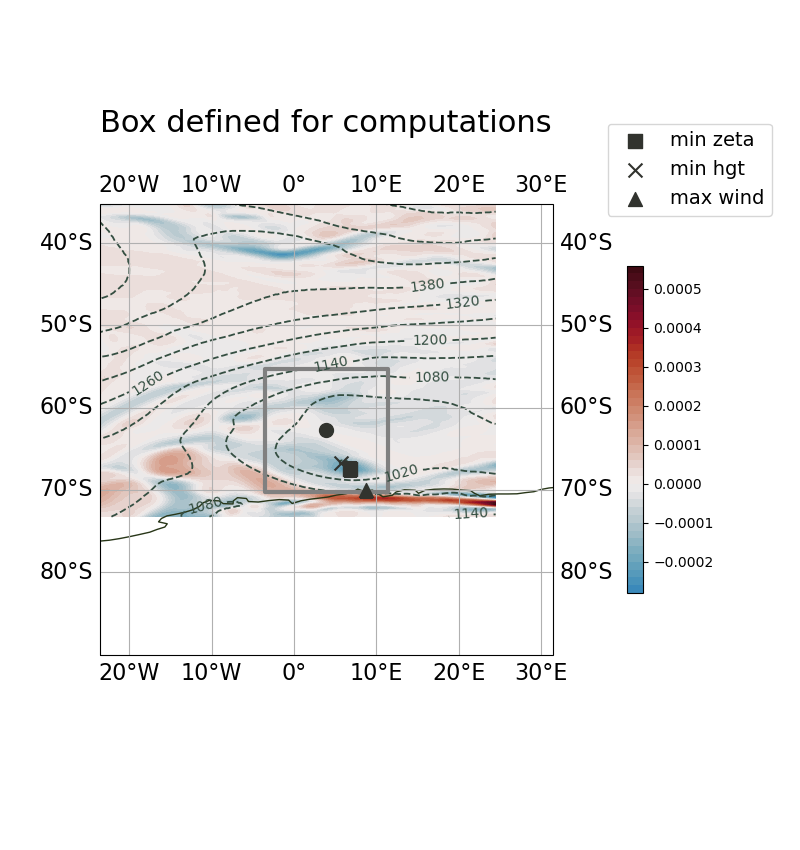 Box defined for computations
min zeta
min hgt
max wind
20°W 10°W 0° 10°E 20°E 30°E
40°S 40°S
50°S 50°S
60°S 60°S
70°S 70°S
80°S 80°S
20°W 10°W 0° 10°E 20°E 30°E
1380
1320
1200
1140
1080
1260
1020
1080
1140
0.0005
0.0004
0.0003
0.0002
0.0001
0.0000
−0.0001
−0.0002